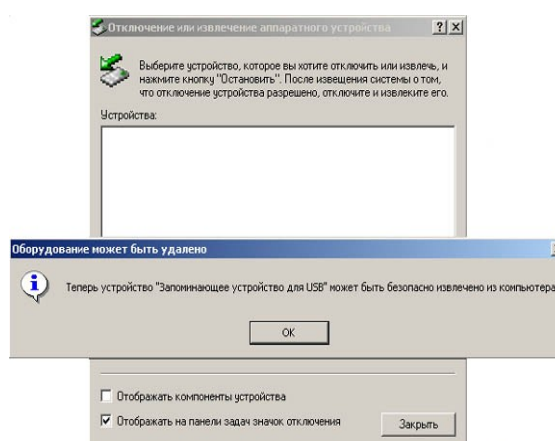 Отключение или извлечение аппаратного устройства
Выберите устройство, которое вы хотите отключить или извлечь, и
нажмите кнопку "Остановить". После извещения системы о том,
что отключение устройства разрешено, отключите и извлеките его.
Устройства:
Оборудование может быть удалено
Теперь устройство "Запоминающее устройство для USB" может быть безопасно извлечено из компьютера
OK
Отображать компоненты устройства
Отображать на панели задач значок отключения
Закрыть